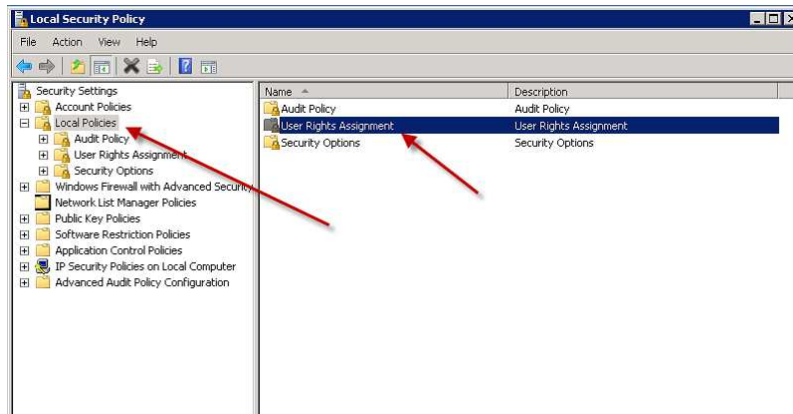 Local Security Policy
File Action View Help
Security Settings
Account Policies
Local Policies
Audit Policy
User Rights Assignment
Security Options
Windows Firewall with Advanced Security
Network List Manager Policies
Public Key Policies
Software Restriction Policies
Application Control Policies
IP Security Policies on Local Computer
Advanced Audit Policy Configuration
Name Description
Audit Policy Audit Policy
User Rights Assignment User Rights Assignment
Security Options Security Options